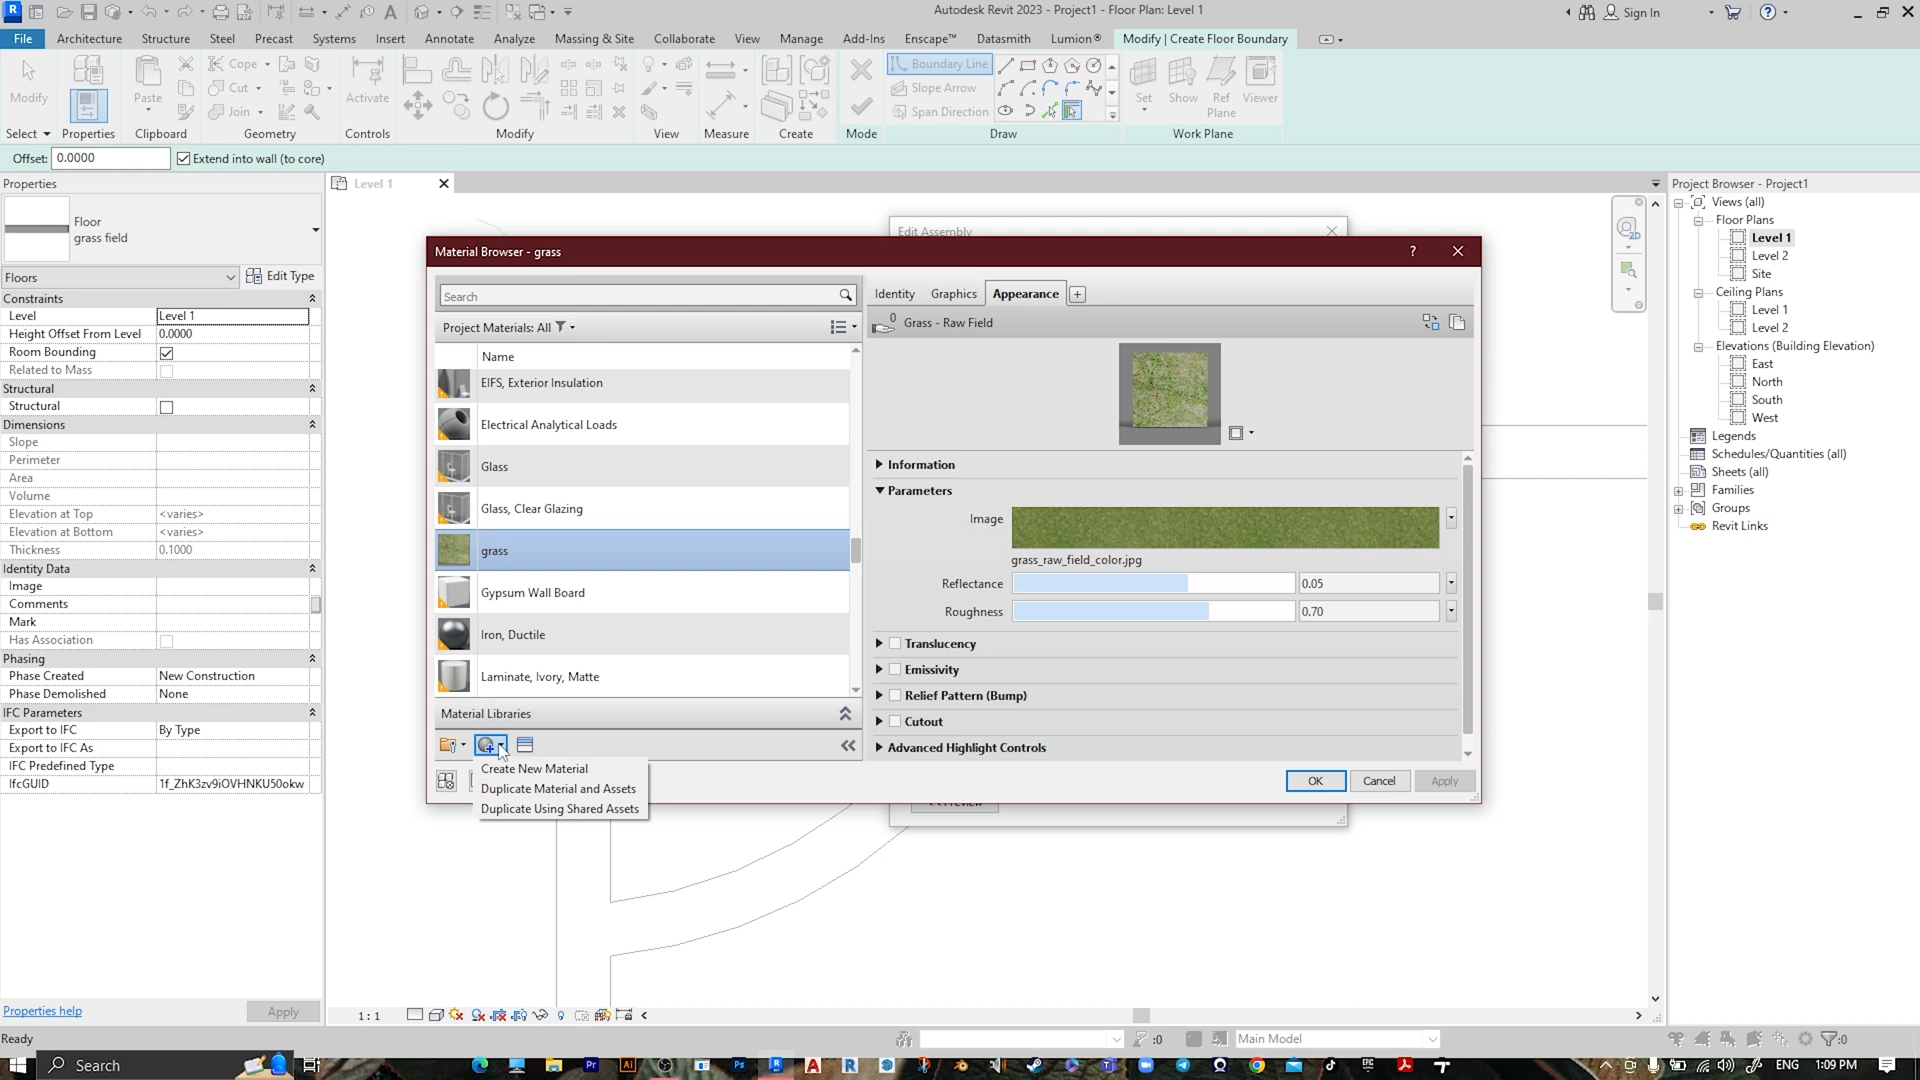 Autodesk Revit 2023 - Project1 - Floor Plan: Level 1
Sign In
File Architecture Structure Steel Precast Systems Insert Annotate Analyze Massing & Site Collaborate View Manage Add-Ins Enscape™ Datasmith Lumion® Modify | Create Floor Boundary
Modify Paste Cope Cut Join Activate Boundary Line Slope Arrow Span Direction Set Show Ref Plane Viewer
Select Properties Clipboard Geometry Controls Modify View Measure Create Mode Draw Work Plane
Offset: 0.0000 Extend into wall (to core)
Properties
Floor
grass field
Floors Edit Type
Constraints
Level Level 1
Height Offset From Level 0.0000
Room Bounding
Related to Mass
Structural
Structural
Dimensions
Slope
Perimeter
Area
Volume
Elevation at Top <varies>
Elevation at Bottom <varies>
Thickness 0.1000
Identity Data
Image
Comments
Mark
Has Association
Phasing
Phase Created New Construction
Phase Demolished None
IFC Parameters
Export to IFC By Type
Export to IFC As
IFC Predefined Type
IfcGUID 1f_ZhK3zv9iOVHNKU50okw
Properties help Apply
Level 1
Edit Assembly
Material Browser - grass
Search
Project Materials: All
Name
EIFS, Exterior Insulation
Electrical Analytical Loads
Glass
Glass, Clear Glazing
grass
Gypsum Wall Board
Iron, Ductile
Laminate, Ivory, Matte
Material Libraries
Create New Material
Duplicate Material and Assets
Duplicate Using Shared Assets
Identity Graphics Appearance
0 Grass - Raw Field
Information
Parameters
Image
grass_raw_field_color.jpg
Reflectance 0.05
Roughness 0.70
Translucency
Emissivity
Relief Pattern (Bump)
Cutout
Advanced Highlight Controls
OK Cancel Apply
2D
Project Browser - Project1
Views (all)
Floor Plans
Level 1
Level 2
Site
Ceiling Plans
Level 1
Level 2
Elevations (Building Elevation)
East
North
South
West
Legends
Schedules/Quantities (all)
Sheets (all)
Families
Groups
Revit Links
1 : 1
Ready
:0 Main Model :0
Search
ENG 1:09 PM